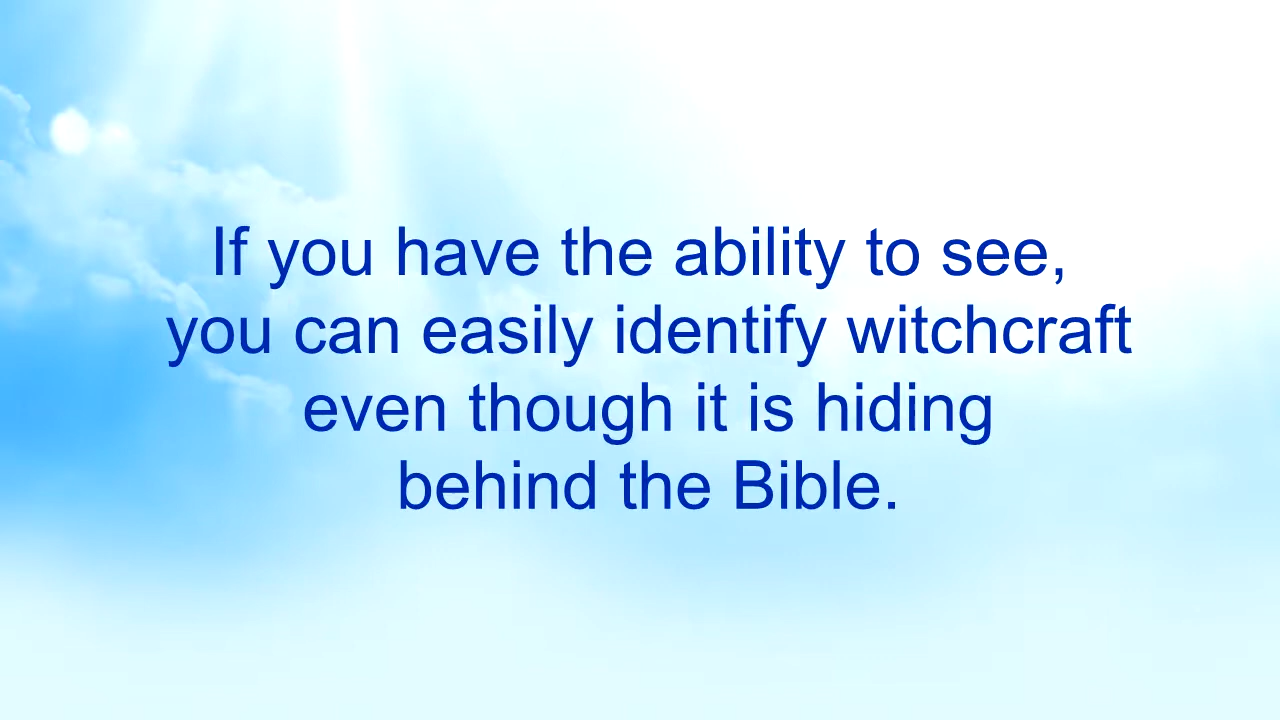 If you have the ability to see,
you can easily identify witchcraft
even though it is hiding
behind the Bible.